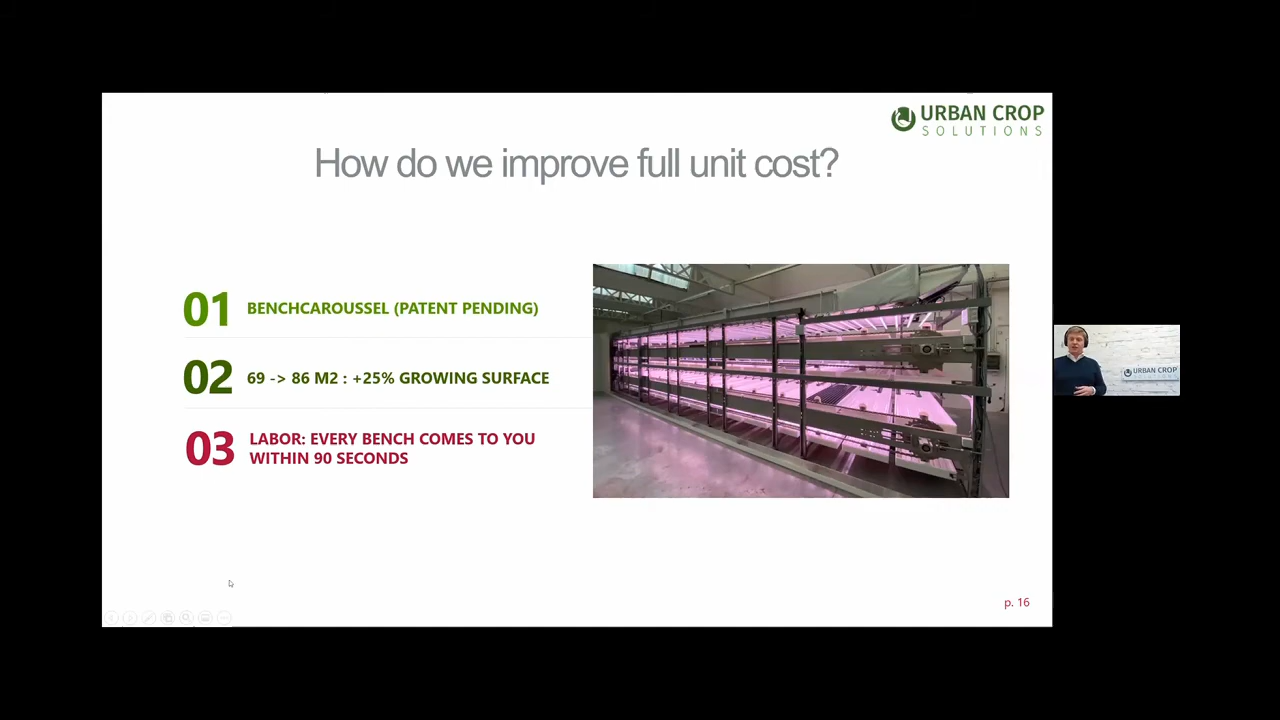 URBAN CROP
SOLUTIONS
How do we improve full unit cost?
01 BENCHCAROUSSEL (PATENT PENDING)
02 69 -> 86 M2 : +25% GROWING SURFACE
03 LABOR: EVERY BENCH COMES TO YOU
WITHIN 90 SECONDS
URBAN CROP
SOLUTIONS
p. 16